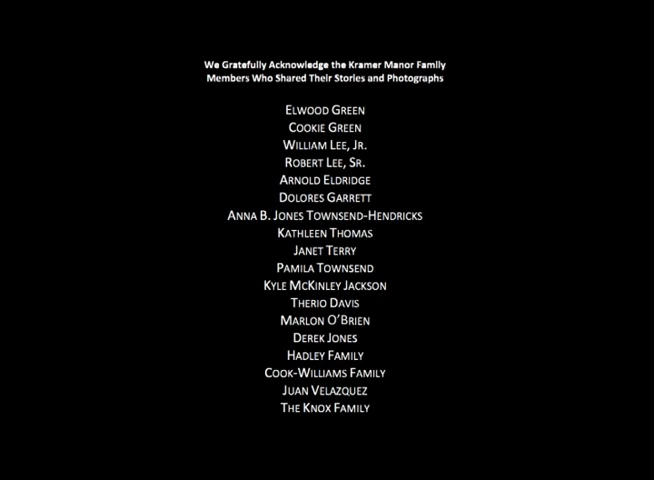 We Gratefully Acknowledge the Kramer Manor Family
Members Who Shared Their Stories and Photographs
ELWOOD GREEN
COOKIE GREEN
WILLIAM LEE, JR.
ROBERT LEE, SR.
ARNOLD ELDRIDGE
DOLORES GARRETT
ANNA B. JONES TOWNSEND-HENDRICKS
KATHLEEN THOMAS
JANET TERRY
PAMILA TOWNSEND
KYLE MCKINLEY JACKSON
THERIO DAVIS
MARLON O'BRIEN
DEREK JONES
HADLEY FAMILY
COOK-WILLIAMS FAMILY
JUAN VELAZQUEZ
THE KNOX FAMILY